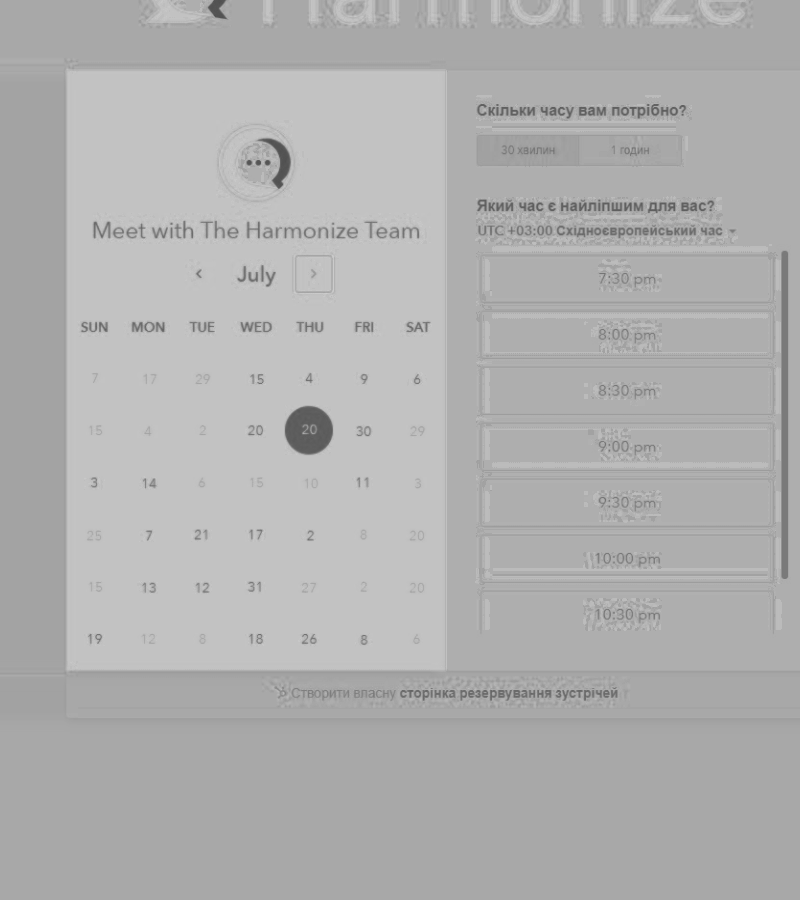 Harmonize
Meet with The Harmonize Team
July
SUN MON TUE WED THU FRI SAT
7 17 29 15 4 9 6
15 4 2 20 20 30 29
3 14 6 15 10 11 3
25 7 21 17 2 8 20
15 13 12 31 27 2 20
19 12 8 18 26 8 6
Скільки часу вам потрібно?
30 хвилин 1 годин
Який час є найліпшим для вас?
UTC +03:00 Східноєвропейський час
7:30 pm
8:00 pm
8:30 pm
9:00 pm
9:30 pm
10:00 pm
10:30 pm
Створити власну сторінка резервування зустрічей